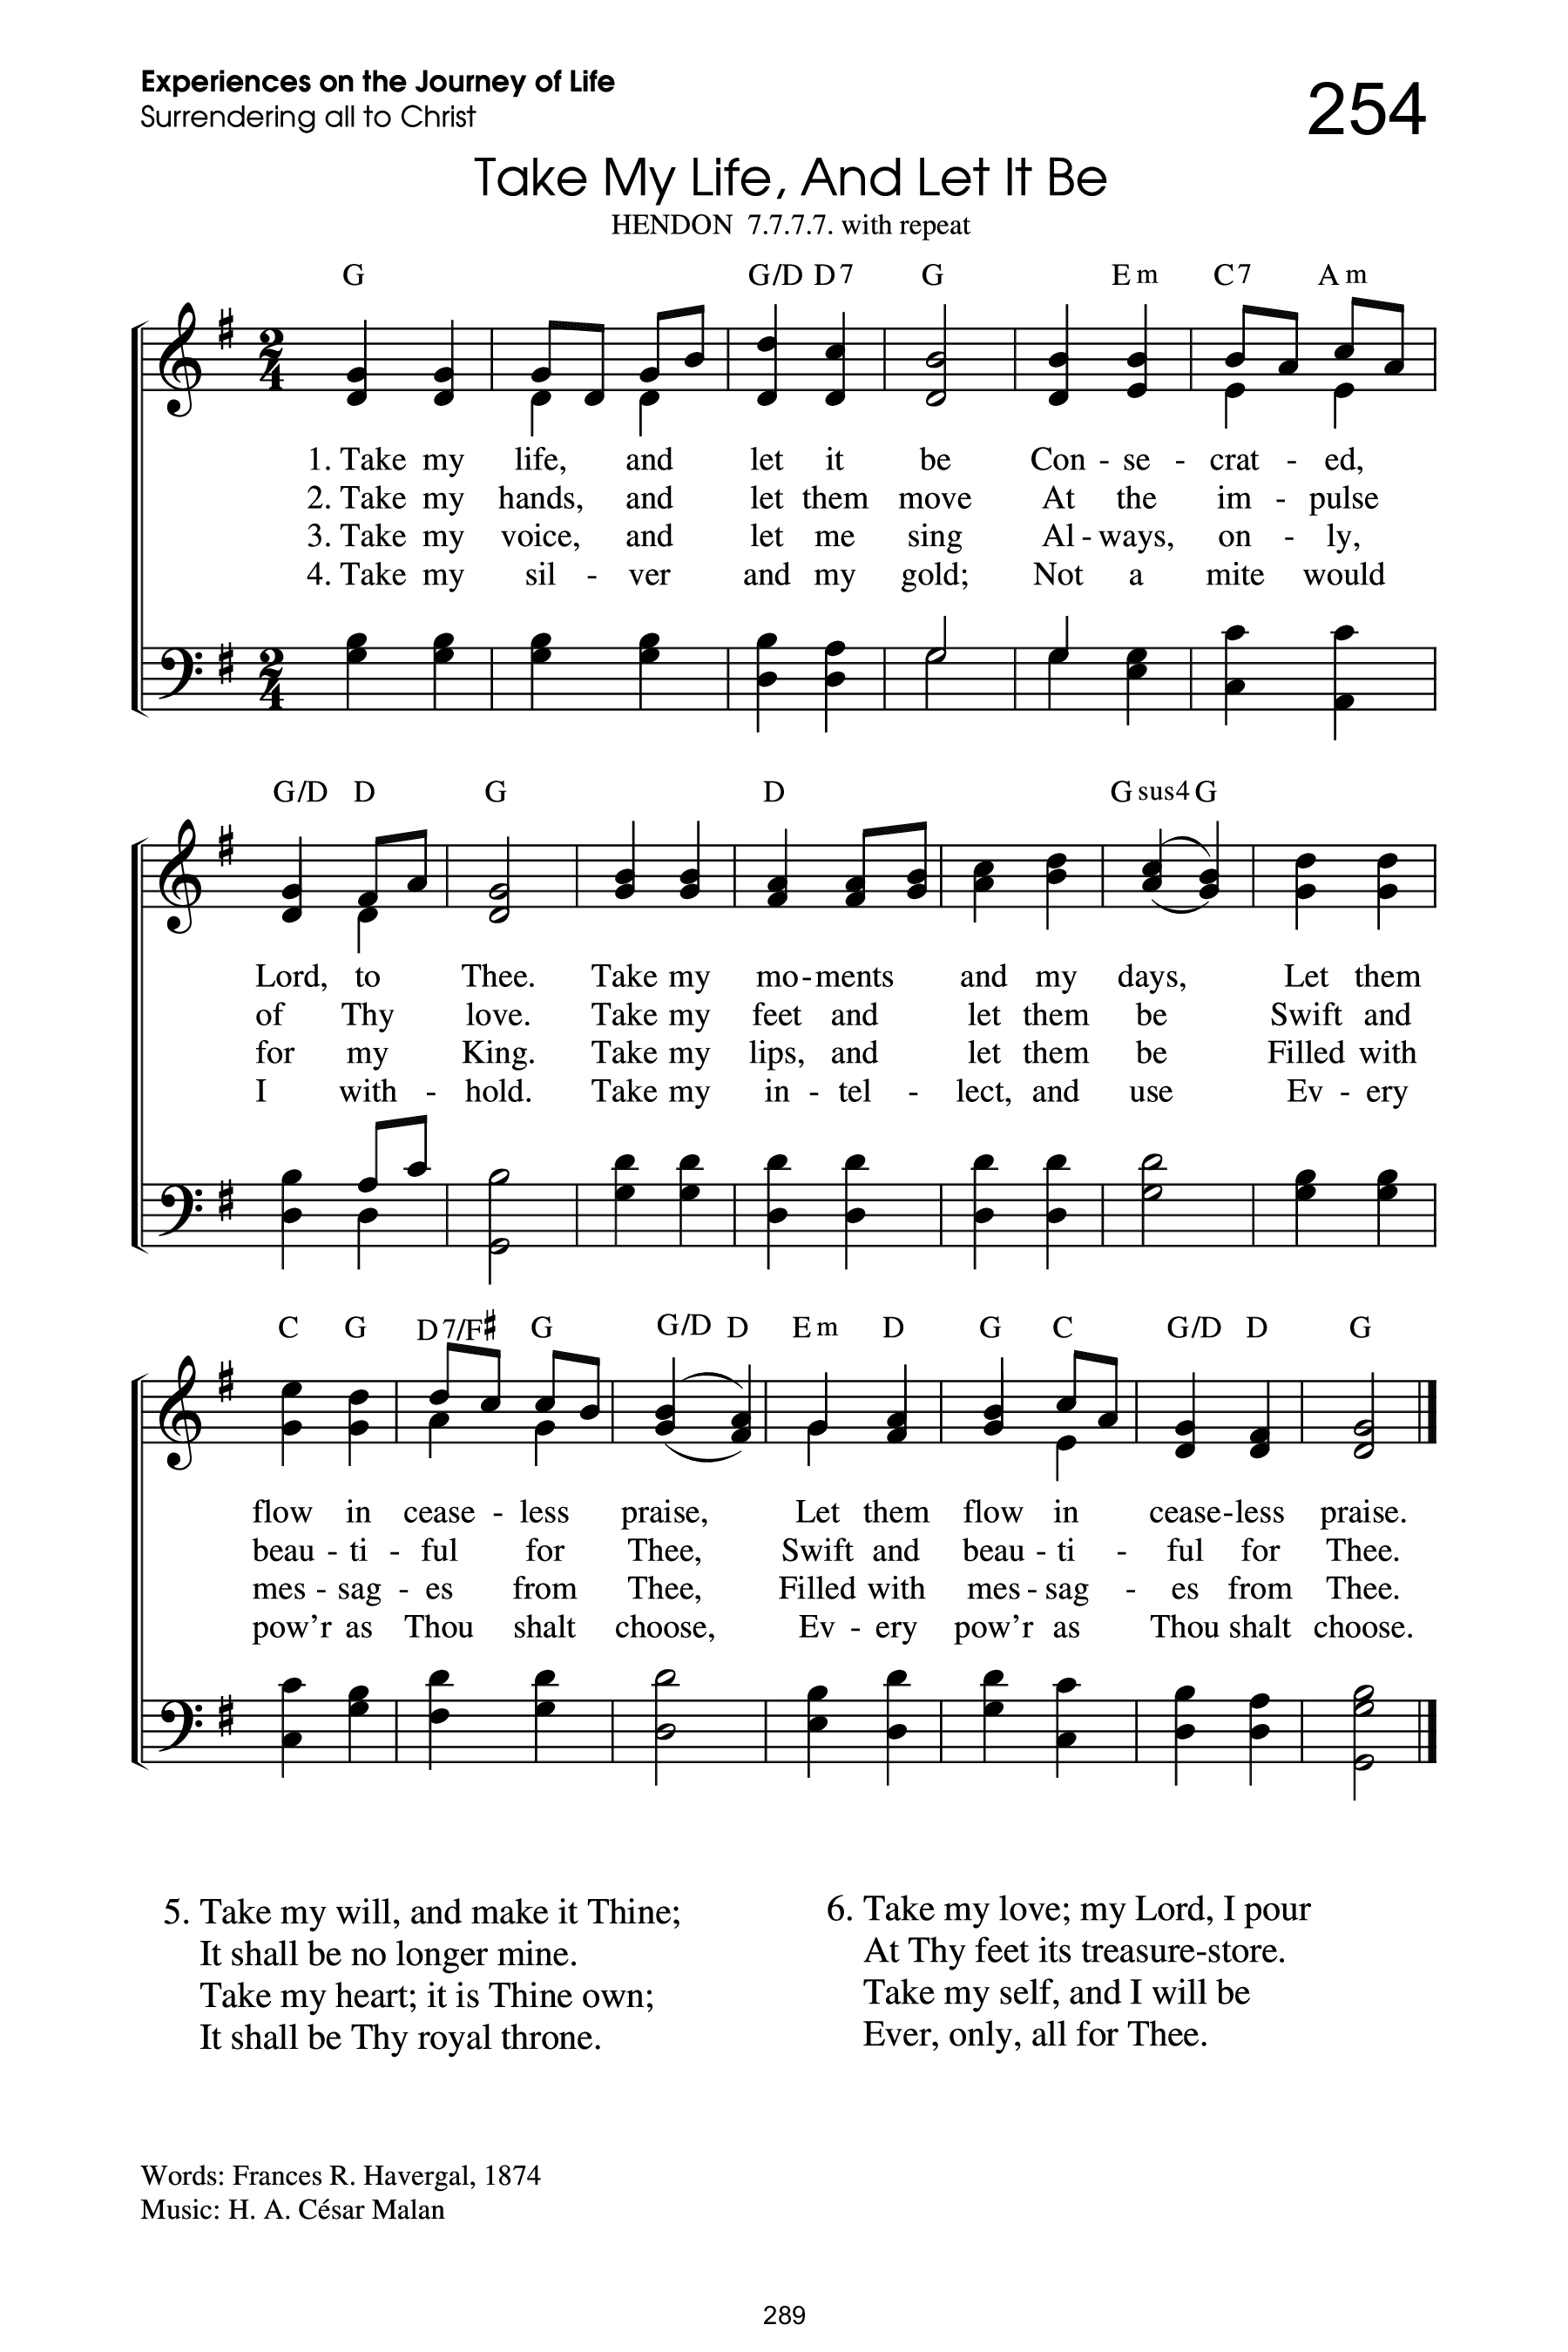 Experiences on the Journey of Life
Surrendering all to Christ
254
Take My Life, And Let It Be
HENDON 7.7.7.7. with repeat
G G/D D7 G Em C7 Am
1. Take my life, and let it be Con - se - crat - ed,
2. Take my hands, and let them move At the im - pulse
3. Take my voice, and let me sing Al - ways, on - ly,
4. Take my sil - ver and my gold; Not a mite would
G/D D G D Gsus4 G
Lord, to Thee. Take my mo - ments and my days, Let them
of Thy love. Take my feet and let them be Swift and
for my King. Take my lips, and let them be Filled with
I with - hold. Take my in - tel - lect, and use Ev - ery
C G D7/F♯ G G/D D Em D G C G/D D G
flow in cease - less praise, Let them flow in cease - less praise.
beau - ti - ful for Thee, Swift and beau - ti - ful for Thee.
mes - sag - es from Thee, Filled with mes - sag - es from Thee.
pow'r as Thou shalt choose, Ev - ery pow'r as Thou shalt choose.
5. Take my will, and make it Thine;
It shall be no longer mine.
Take my heart; it is Thine own;
It shall be Thy royal throne.
6. Take my love; my Lord, I pour
At Thy feet its treasure-store.
Take my self, and I will be
Ever, only, all for Thee.
Words: Frances R. Havergal, 1874
Music: H. A. César Malan
289